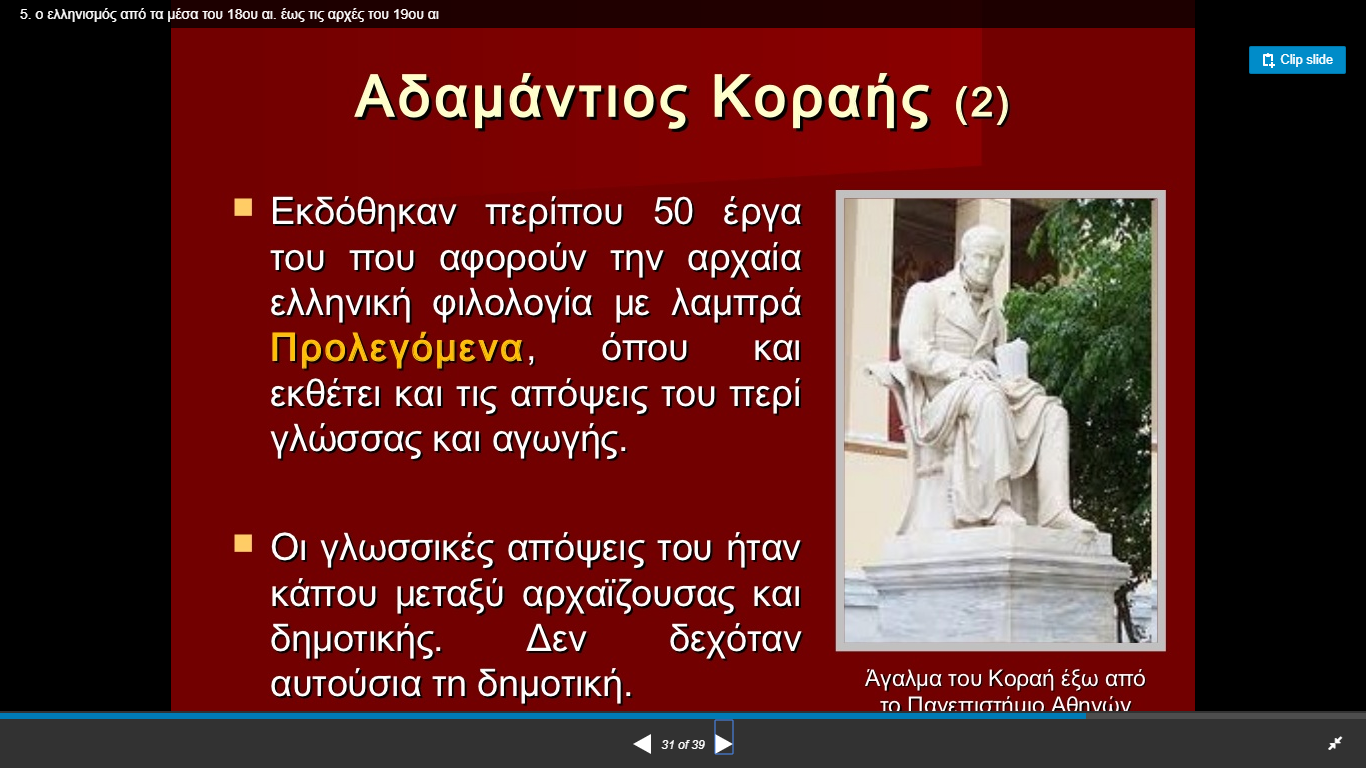 5. ο ελληνισμός από τα μέσα του 18ου αι. έως τις αρχές του 19ου αι
Clip slide
Αδαμάντιος Κοραής (2)
Εκδόθηκαν περίπου 50 έργα
του που αφορούν την αρχαία
ελληνική φιλολογία με λαμπρά
Προλεγόμενα, όπου και
εκθέτει και τις απόψεις του περί
γλώσσας και αγωγής.
Οι γλωσσικές απόψεις του ήταν
κάπου μεταξύ αρχαϊζουσας και
δημοτικής. Δεν δεχόταν
αυτούσια τη δημοτική.
Άγαλμα του Κοραή έξω από
το Πανεπιστήμιο Αθηνών
31 of 39